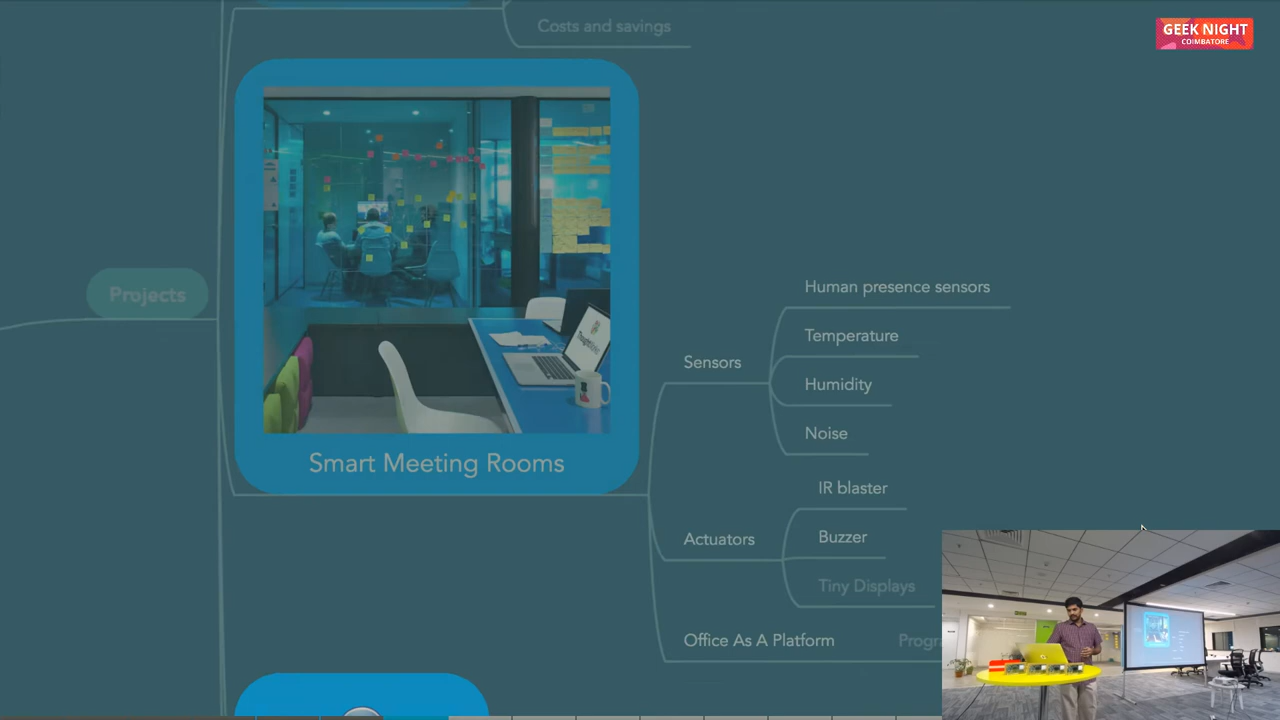 Costs and savings
GEEK NIGHT
COIMBATORE
Projects
Smart Meeting Rooms
Sensors
Human presence sensors
Temperature
Humidity
Noise
Actuators
IR blaster
Buzzer
Tiny Displays
Office As A Platform